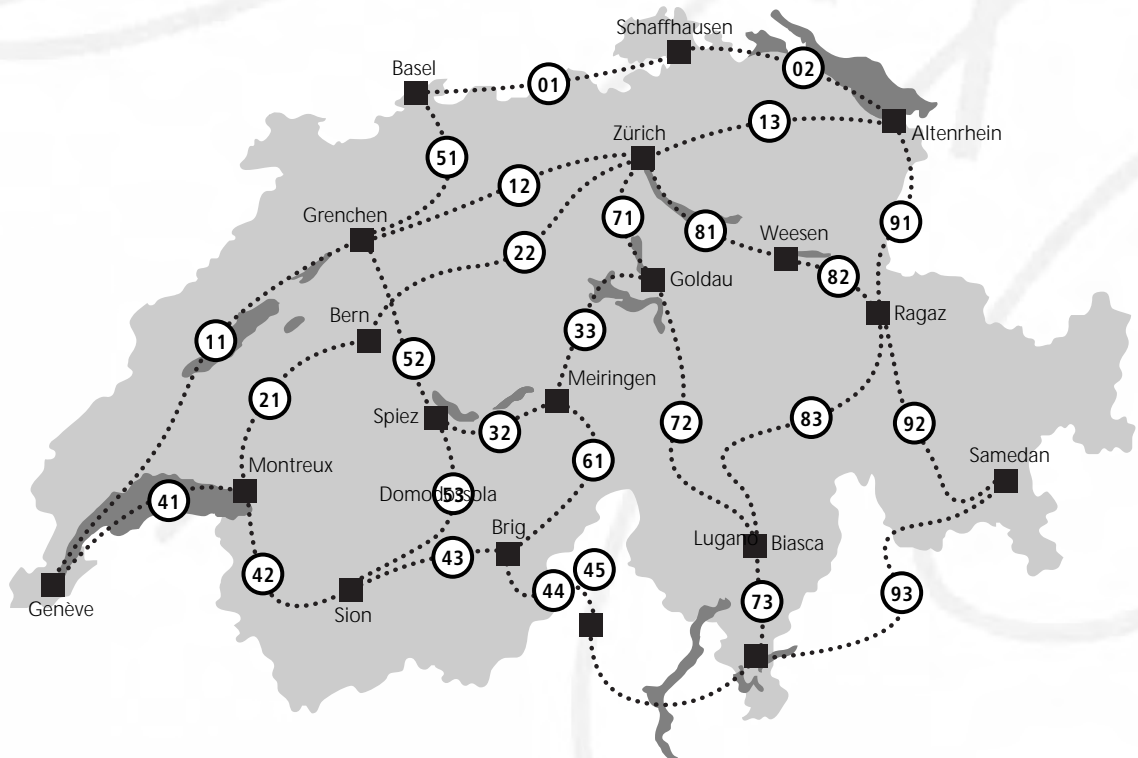 Schaffhausen
Basel
02
01
13
Altenrhein
Zürich
51
12
Grenchen
71
91
81
Weesen
22
82
Goldau
Ragaz
Bern
33
11
52
Meiringen
21
Spiez
83
72
92
32
Samedan
61
Montreux
Domodossola
53
41
Brig
Lugano
Biasca
43
45
42
44
93
73
Genève
Sion